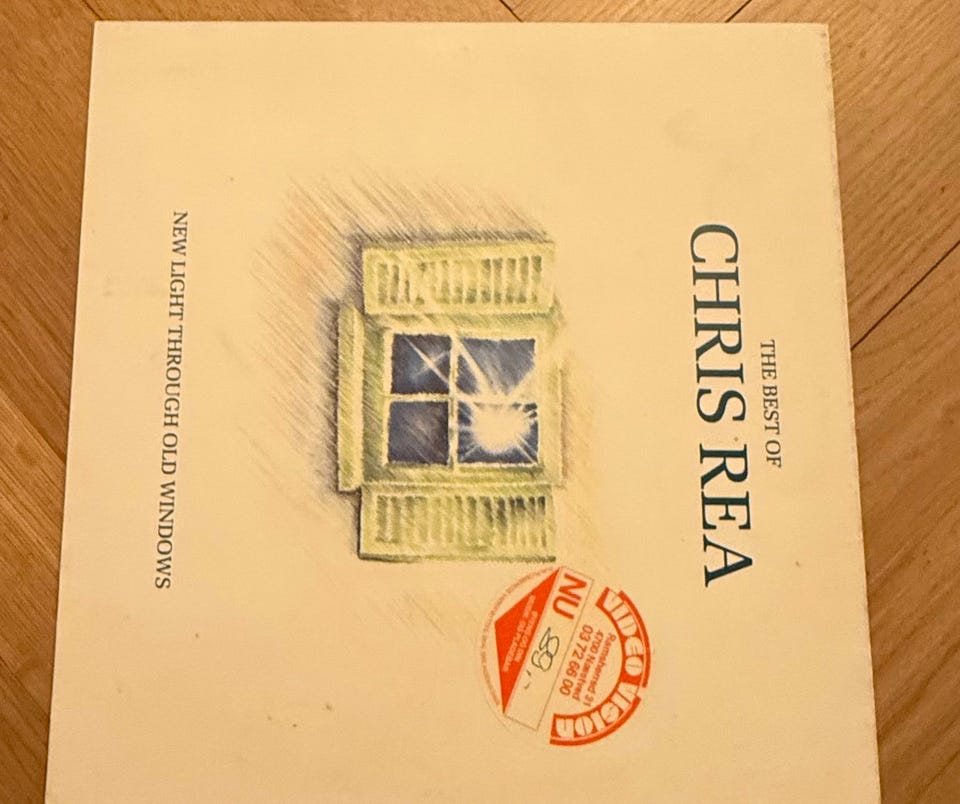 THE BEST OF
CHRIS REA
NEW LIGHT THROUGH OLD WINDOWS
VIDEO VISION
Ramsherred 31
4700 Næstved
03 72 66 00
NU 89,-